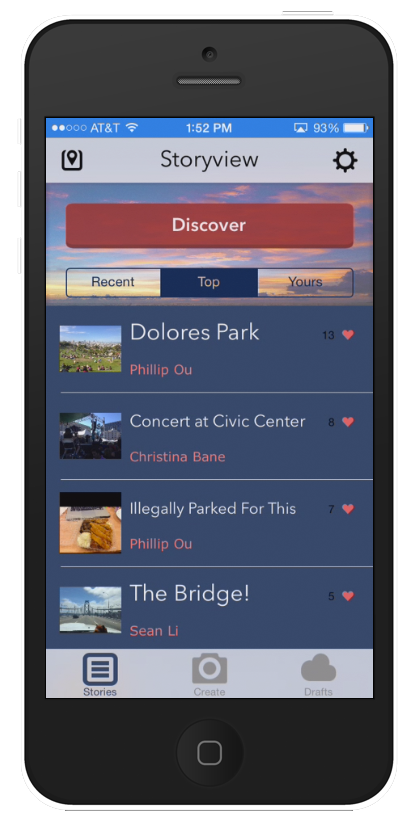 AT&T 1:52 PM 93%
Storyview
Discover
Recent Top Yours
Dolores Park 13
Phillip Ou
Concert at Civic Center 8
Christina Bane
Illegally Parked For This 7
Phillip Ou
The Bridge! 5
Sean Li
Stories Create Drafts